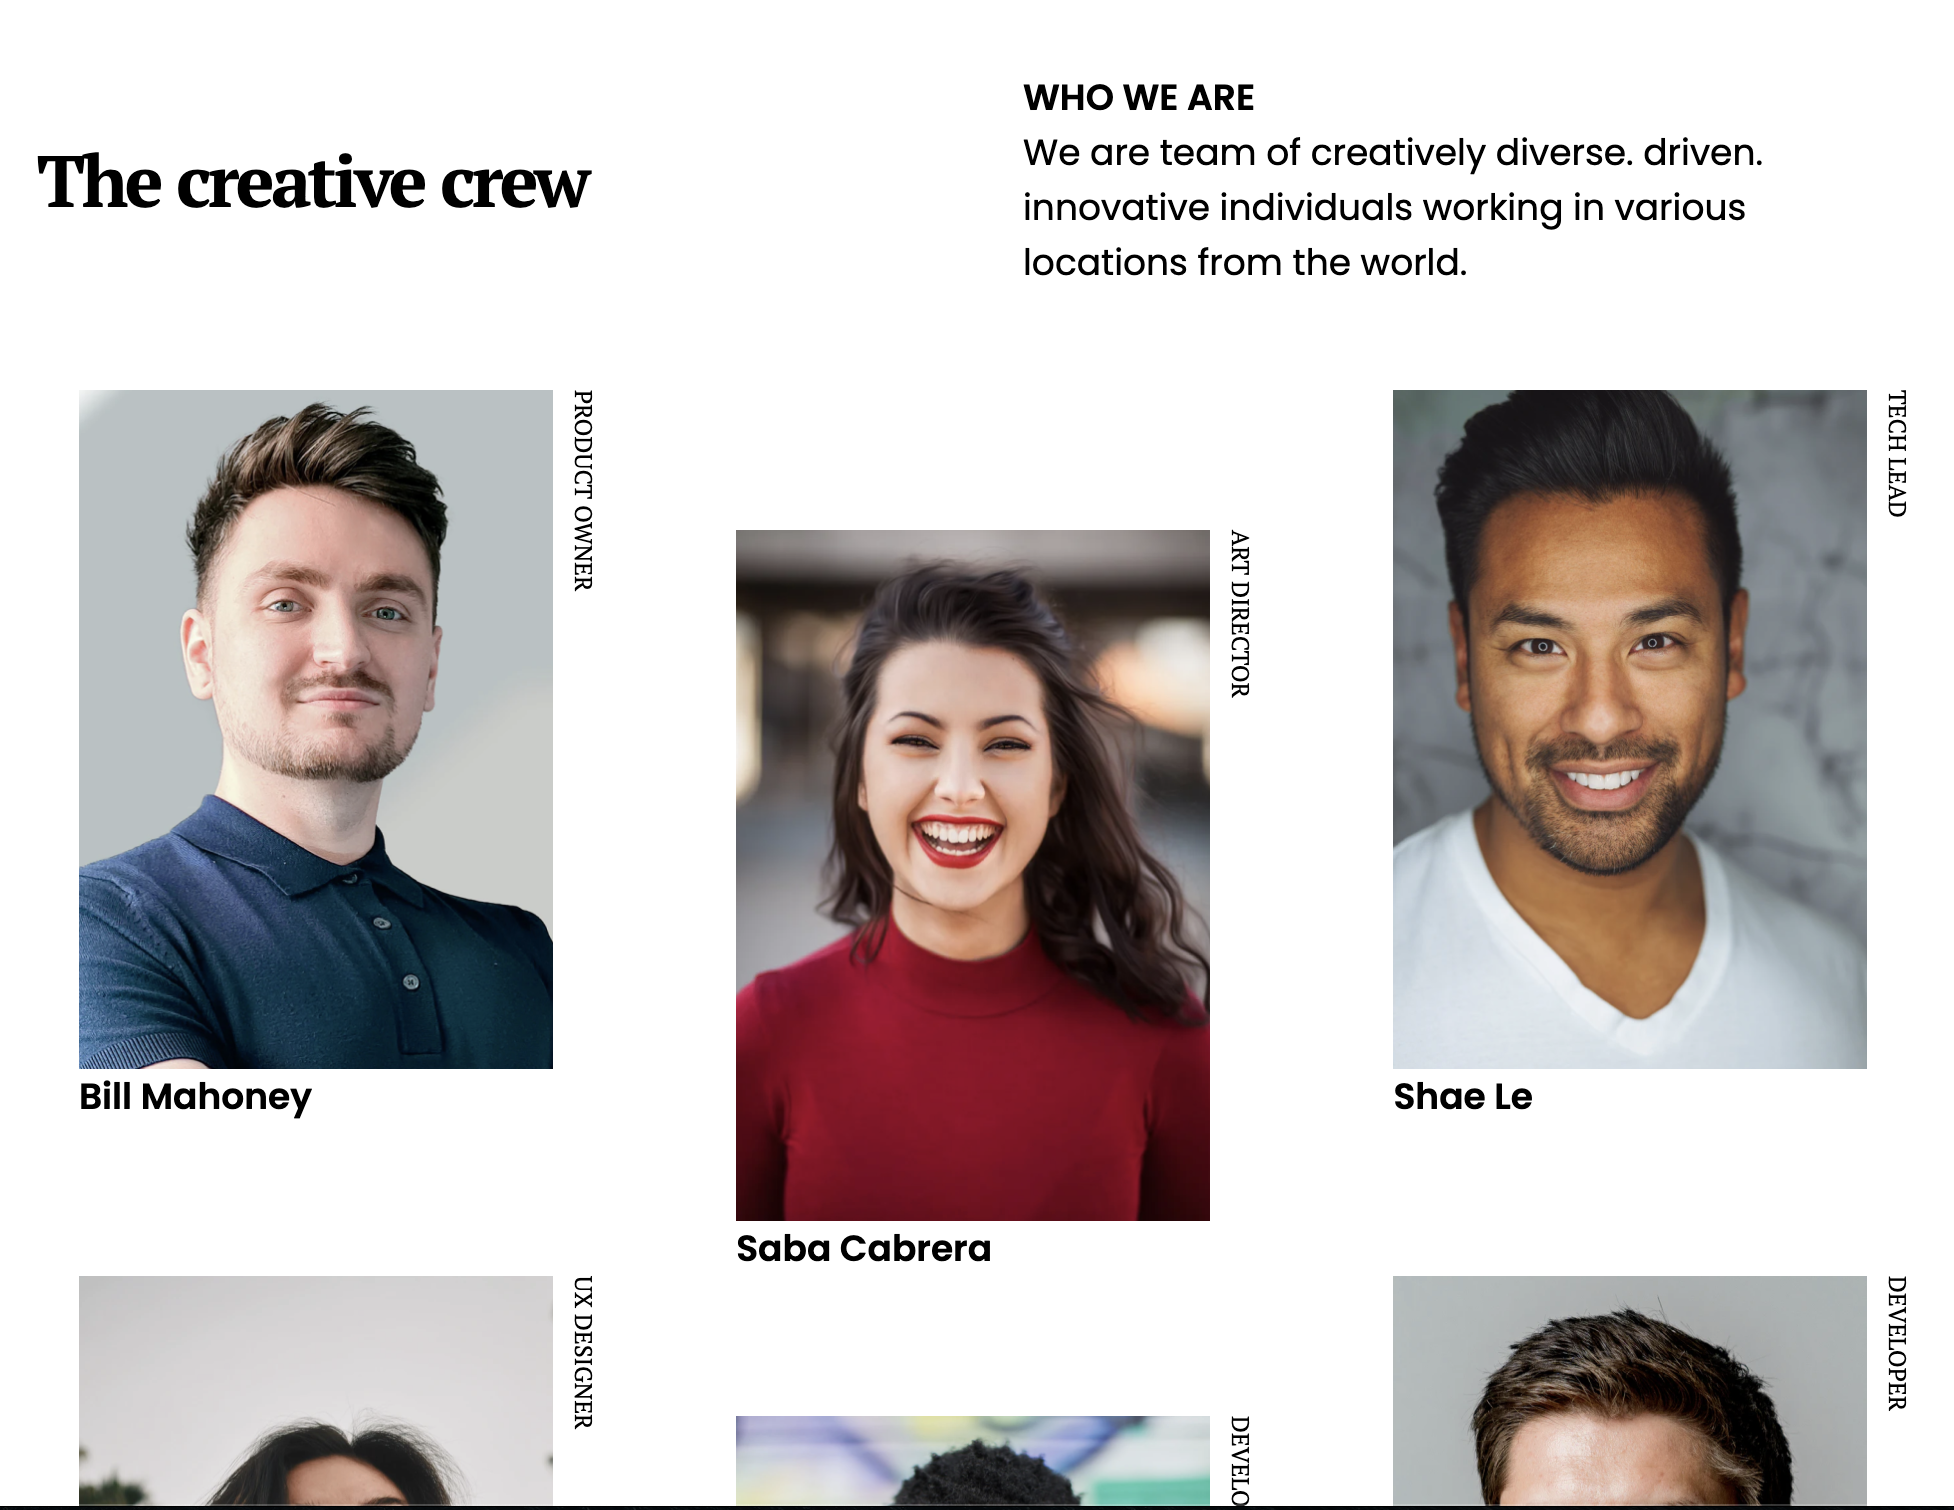 The creative crew
WHO WE ARE
We are team of creatively diverse. driven.
innovative individuals working in various
locations from the world.
PRODUCT OWNER
Bill Mahoney
ART DIRECTOR
Saba Cabrera
TECH LEAD
Shae Le
UX DESIGNER
DEVELO
DEVELOPER